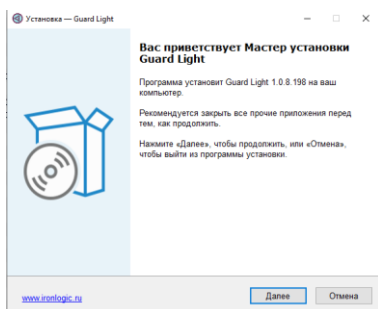 Установка — Guard Light
Вас приветствует Мастер установки
Guard Light
Программа установит Guard Light 1.0.8.198 на ваш
компьютер.
Рекомендуется закрыть все прочие приложения перед
тем, как продолжить.
Нажмите «Далее», чтобы продолжить, или «Отмена»,
чтобы выйти из программы установки.
www.ironlogic.ru
Далее
Отмена